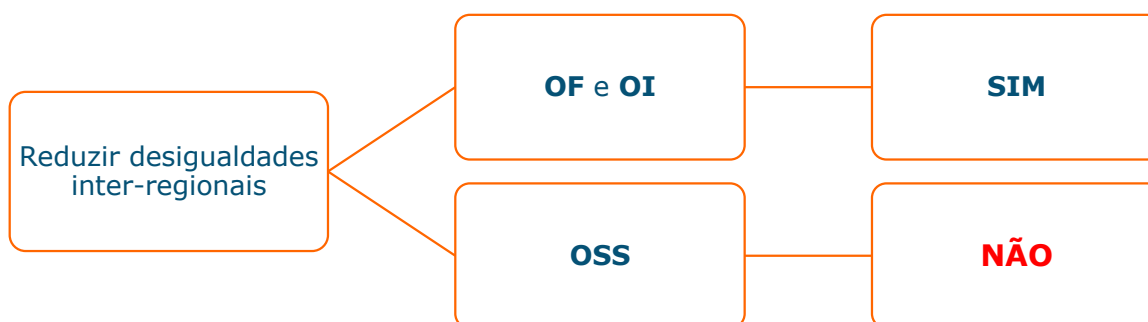 Reduzir desigualdades
inter-regionais
OF e OI
SIM
OSS
NÃO